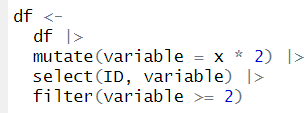 df <-
  df |>
  mutate(variable = x * 2) |>
  select(ID, variable) |>
  filter(variable >= 2)